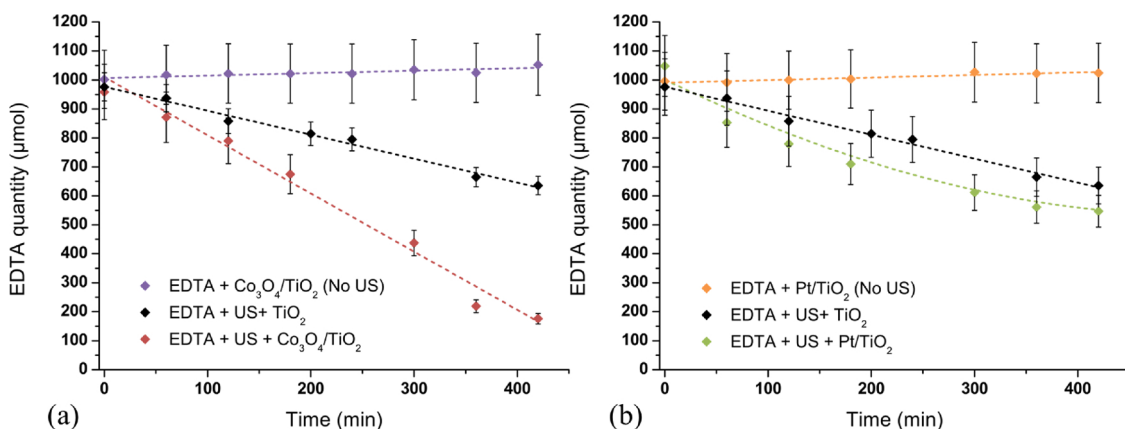 1200
1100
1000
900
800
700
600
500
400
300
200
100
0
EDTA quantity (µmol)
EDTA + Co₃O₄/TiO₂ (No US)
EDTA + US+ TiO₂
EDTA + US + Co₃O₄/TiO₂
0 100 200 300 400
Time (min)
(a)
1200
1100
1000
900
800
700
600
500
400
300
200
100
0
EDTA quantity (µmol)
EDTA + Pt/TiO₂ (No US)
EDTA + US+ TiO₂
EDTA + US + Pt/TiO₂
0 100 200 300 400
Time (min)
(b)